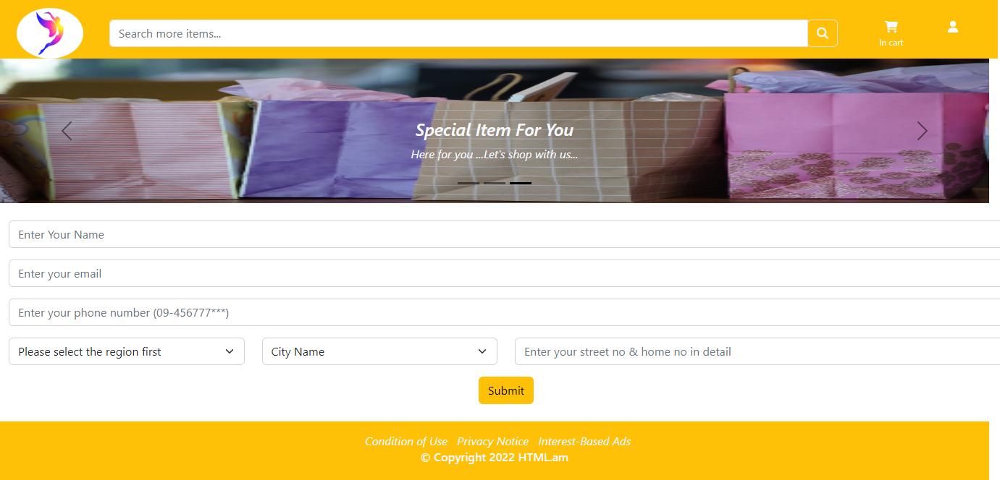 Search more items...
In cart
Special Item For You
Here for you ...Let's shop with us...
Enter Your Name
Enter your email
Enter your phone number (09-456777***)
Please select the region first City Name Enter your street no & home no in detail
Submit
Condition of Use Privacy Notice Interest-Based Ads
© Copyright 2022 HTML.am